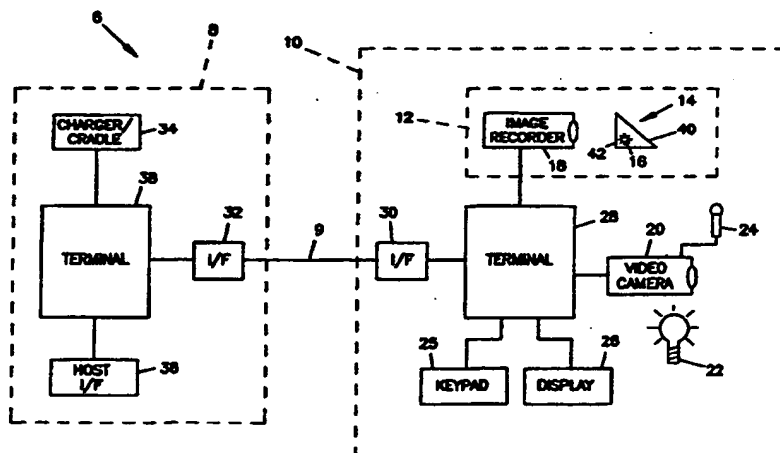 6
8
10
CHARGER/
CRADLE
34
12
IMAGE
RECORDER
18
14
42
16
40
38
TERMINAL
32
I/F
9
30
I/F
28
TERMINAL
20
VIDEO
CAMERA
24
HOST
I/F
36
25
KEYPAD
DISPLAY
26
22